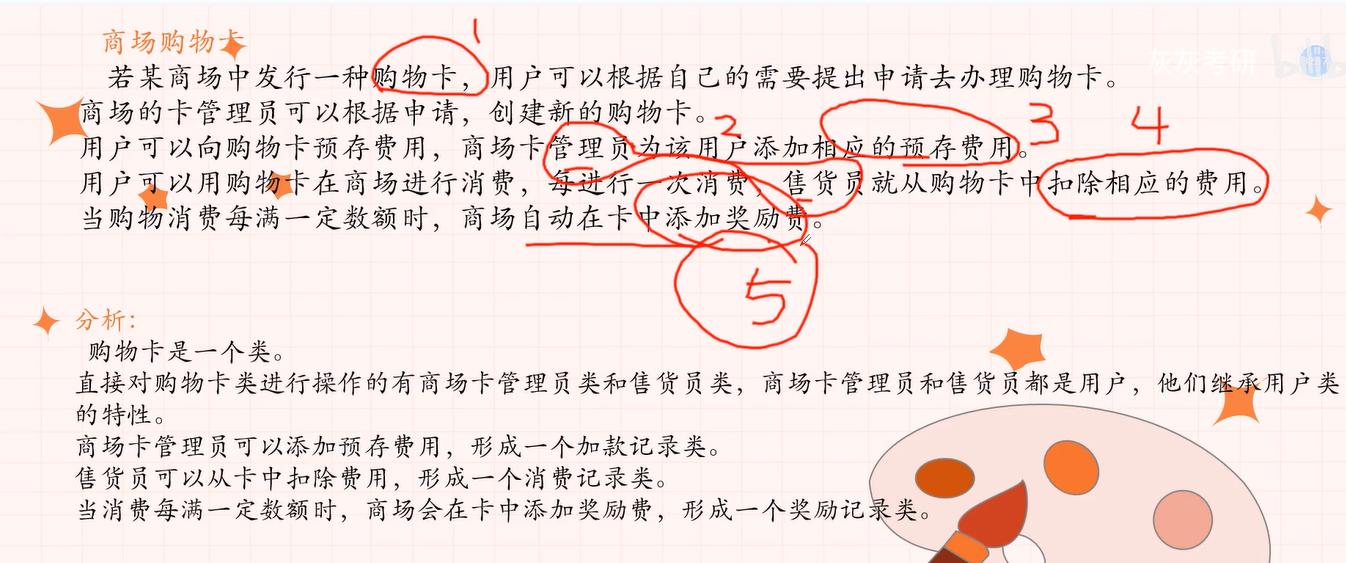 商场购物卡
1
灰灰考研
若某商场中发行一种购物卡，用户可以根据自己的需要提出申请去办理购物卡。
商场的卡管理员可以根据申请，创建新的购物卡。
2
3
4
用户可以向购物卡预存费用，商场卡管理员为该用户添加相应的预存费用。
用户可以用购物卡在商场进行消费，每进行一次消费，售货员就从购物卡中扣除相应的费用。
当购物消费每满一定数额时，商场自动在卡中添加奖励费。
5
分析：
购物卡是一个类。
直接对购物卡类进行操作的有商场卡管理员类和售货员类，商场卡管理员和售货员都是用户，他们继承用户类
的特性。
商场卡管理员可以添加预存费用，形成一个加款记录类。
售货员可以从卡中扣除费用，形成一个消费记录类。
当消费每满一定数额时，商场会在卡中添加奖励费，形成一个奖励记录类。